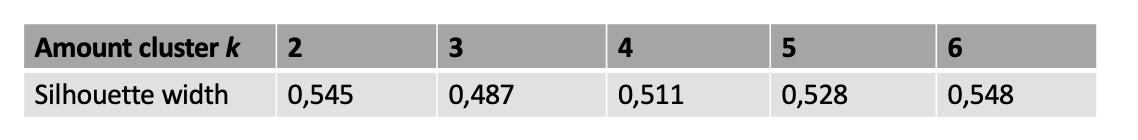 Amount cluster k 2 3 4 5 6
Silhouette width 0,545 0,487 0,511 0,528 0,548